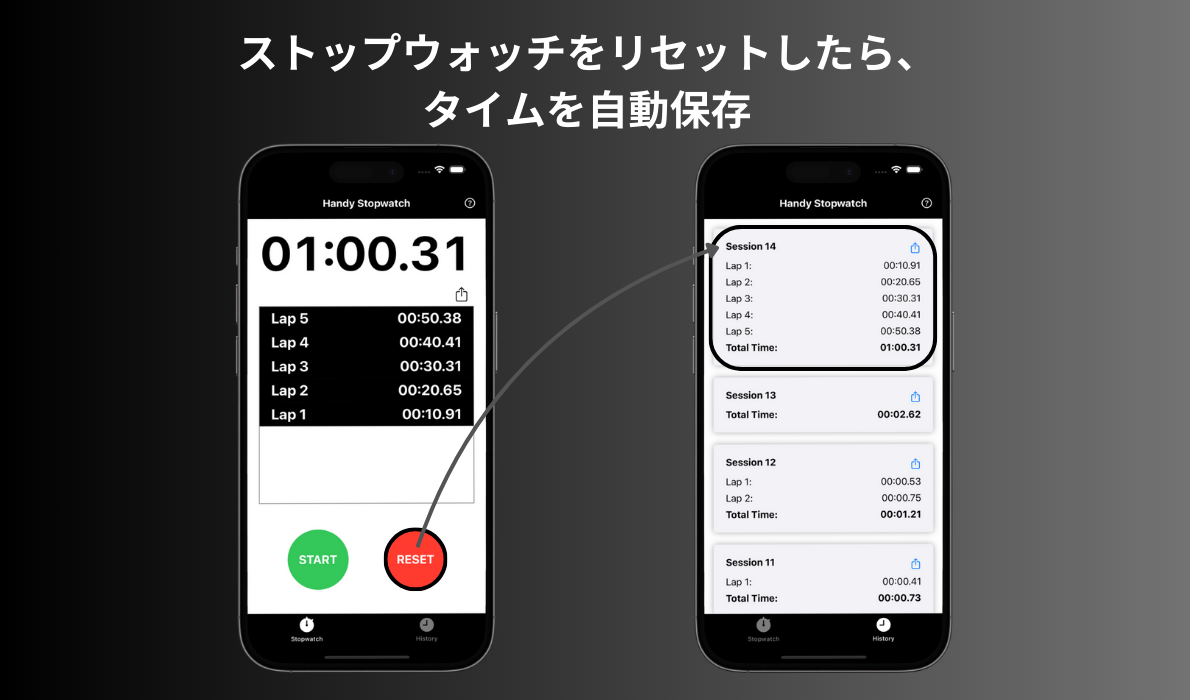 ストップウォッチをリセットしたら、
タイムを自動保存
Handy Stopwatch
01:00.31
Lap 5 00:50.38
Lap 4 00:40.41
Lap 3 00:30.31
Lap 2 00:20.65
Lap 1 00:10.91
START RESET
Stopwatch History
Handy Stopwatch
Session 14
Lap 1: 00:10.91
Lap 2: 00:20.65
Lap 3: 00:30.31
Lap 4: 00:40.41
Lap 5: 00:50.38
Total Time: 01:00.31
Session 13
Total Time: 00:02.62
Session 12
Lap 1: 00:00.53
Lap 2: 00:00.75
Total Time: 00:01.21
Session 11
Lap 1: 00:00.41
Total Time: 00:00.73
Stopwatch History